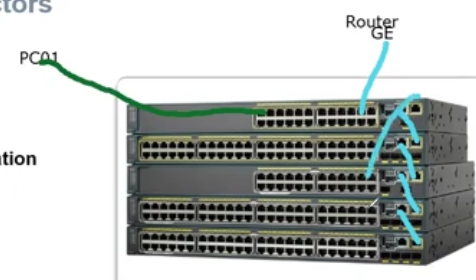 ctors
Router
GE
PC01
ation